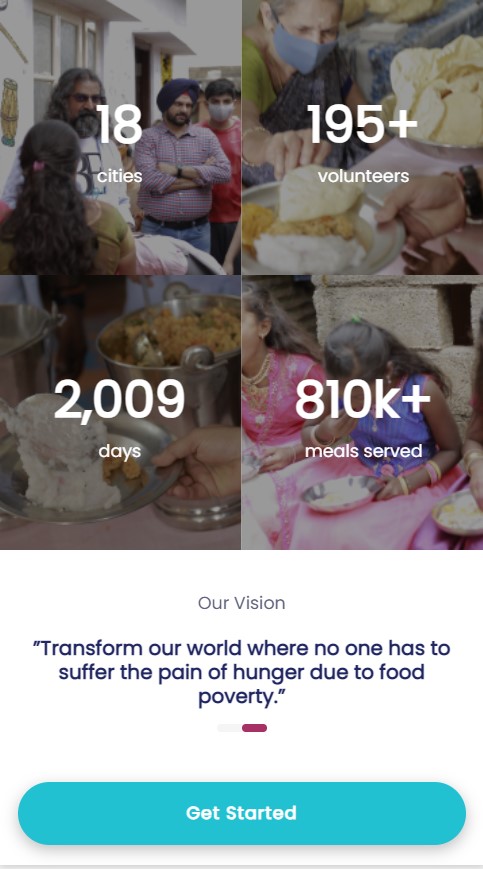 18
cities
195+
volunteers
2,009
days
810k+
meals served
Our Vision
”Transform our world where no one has to
suffer the pain of hunger due to food
poverty.”
Get Started